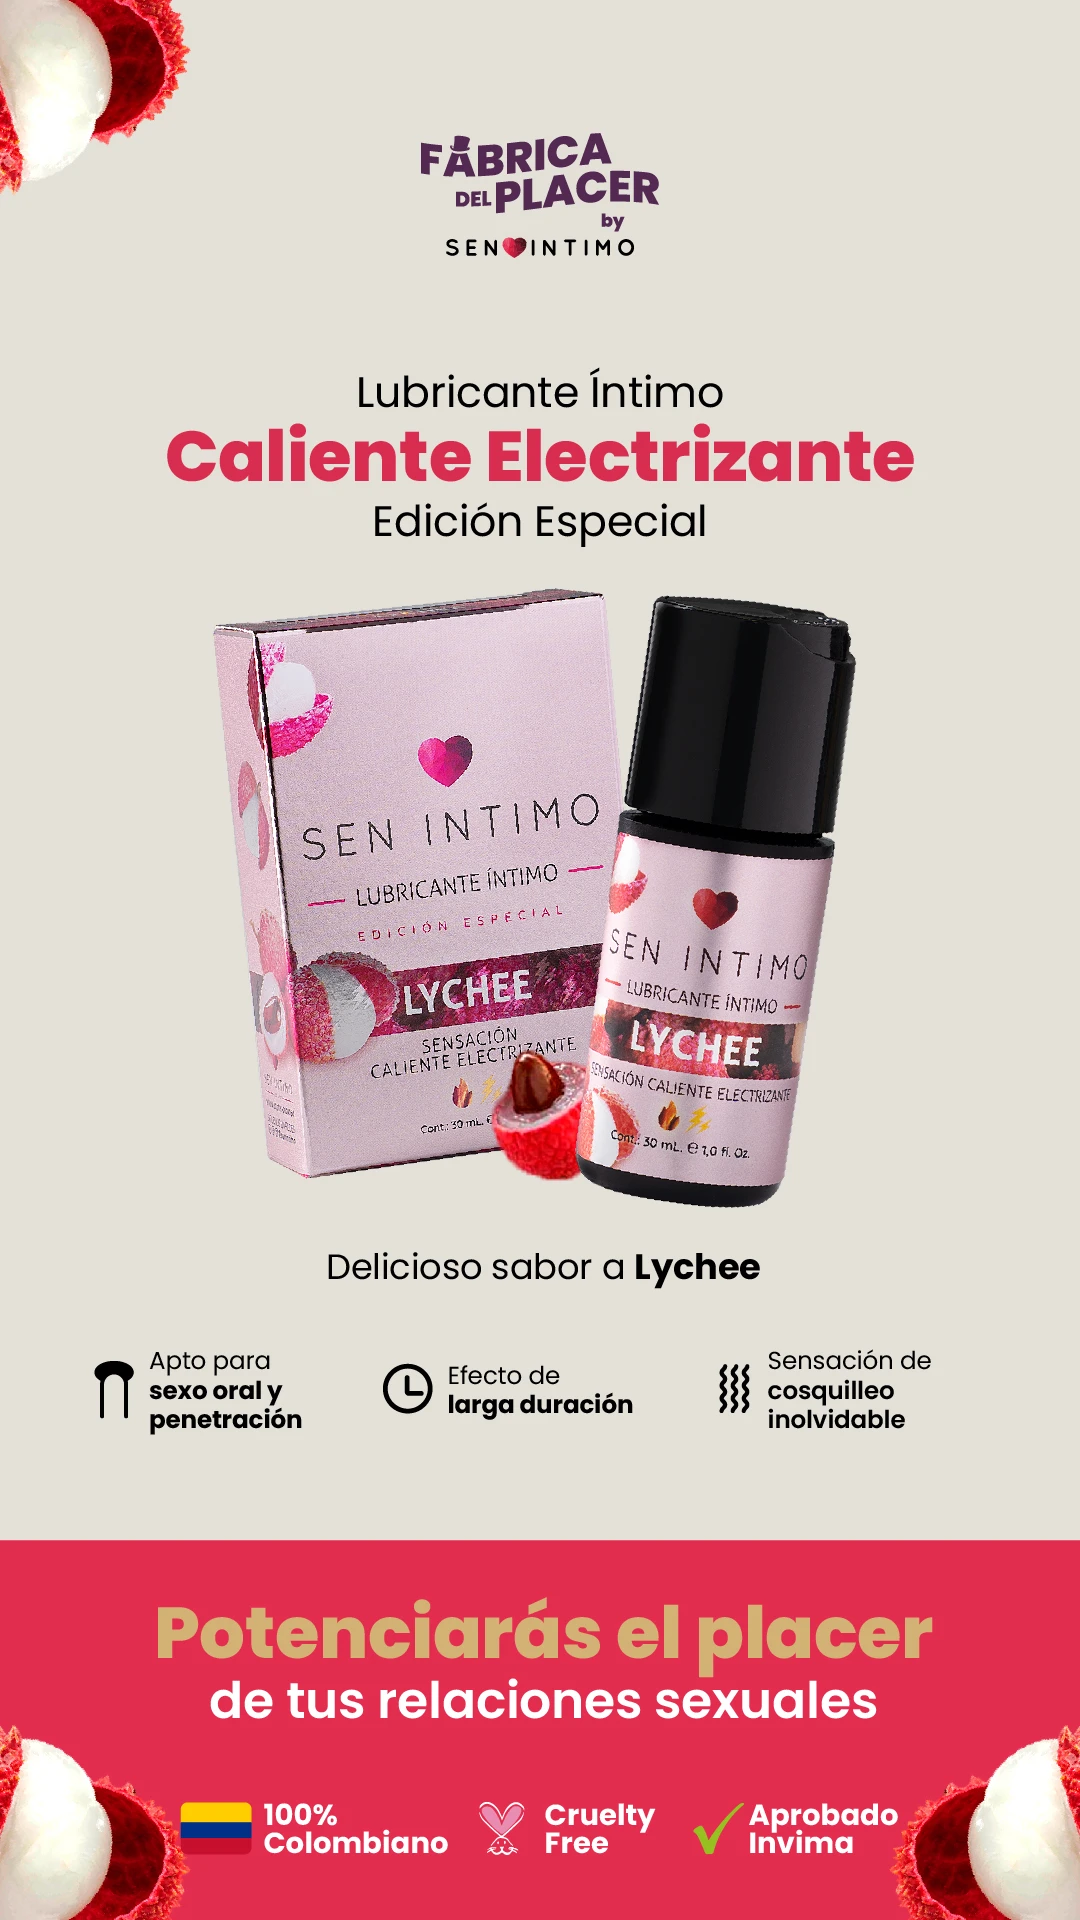 FÁBRICA
DEL PLACER
by
SEN INTIMO
Lubricante Íntimo
Caliente Electrizante
Edición Especial
SEN INTIMO
LUBRICANTE ÍNTIMO
EDICIÓN ESPECIAL
LYCHEE
SENSACIÓN
CALIENTE ELECTRIZANTE
Cont.: 30 mL. e
SEN INTIMO
LUBRICANTE ÍNTIMO
LYCHEE
SENSACIÓN CALIENTE ELECTRIZANTE
Cont.: 30 mL. e 1,0 fl. Oz.
Delicioso sabor a Lychee
Apto para
sexo oral y
penetración
Efecto de
larga duración
Sensación de
cosquilleo
inolvidable
Potenciarás el placer
de tus relaciones sexuales
100%
Colombiano
Cruelty
Free
Aprobado
Invima